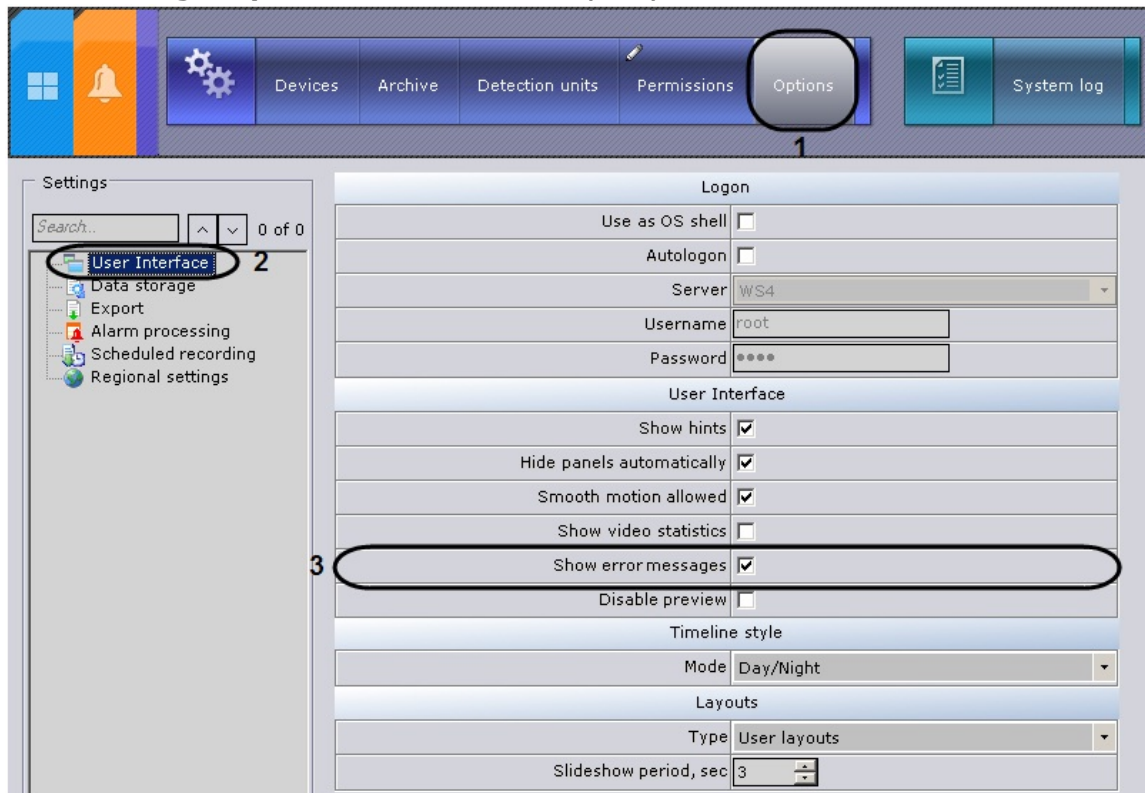 Devices Archive Detection units Permissions Options System log
1
Settings
Search... 0 of 0
User Interface 2
Data storage
Export
Alarm processing
Scheduled recording
Regional settings
Logon
Use as OS shell
Autologon
Server WS4
Username root
Password ••••
User Interface
Show hints
Hide panels automatically
Smooth motion allowed
Show video statistics
3 Show error messages
Disable preview
Timeline style
Mode Day/Night
Layouts
Type User layouts
Slideshow period, sec 3